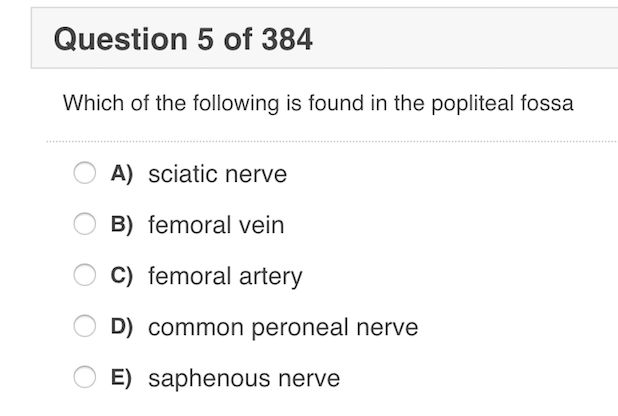 Question 5 of 384
Which of the following is found in the popliteal fossa
A) sciatic nerve
B) femoral vein
C) femoral artery
D) common peroneal nerve
E) saphenous nerve